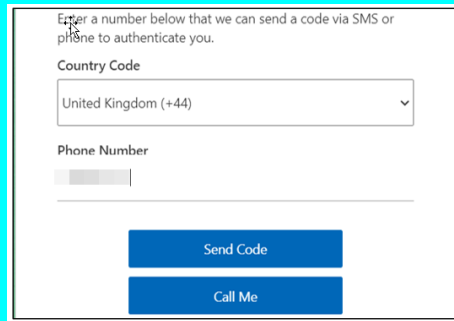 Enter a number below that we can send a code via SMS or
phone to authenticate you.
Country Code
United Kingdom (+44)
Phone Number
Send Code
Call Me